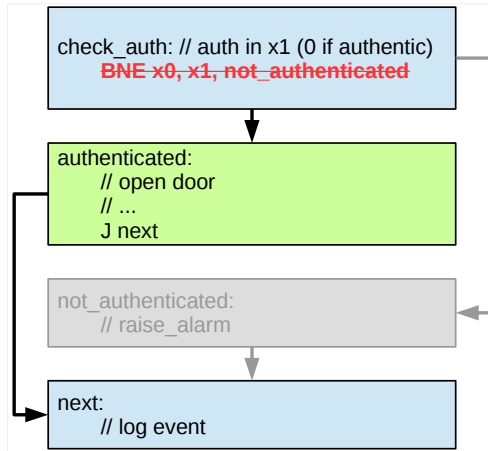 check_auth: // auth in x1 (0 if authentic)
BNE x0, x1, not_authenticated
authenticated:
// open door
// ...
J next
not_authenticated:
// raise_alarm
next:
// log event